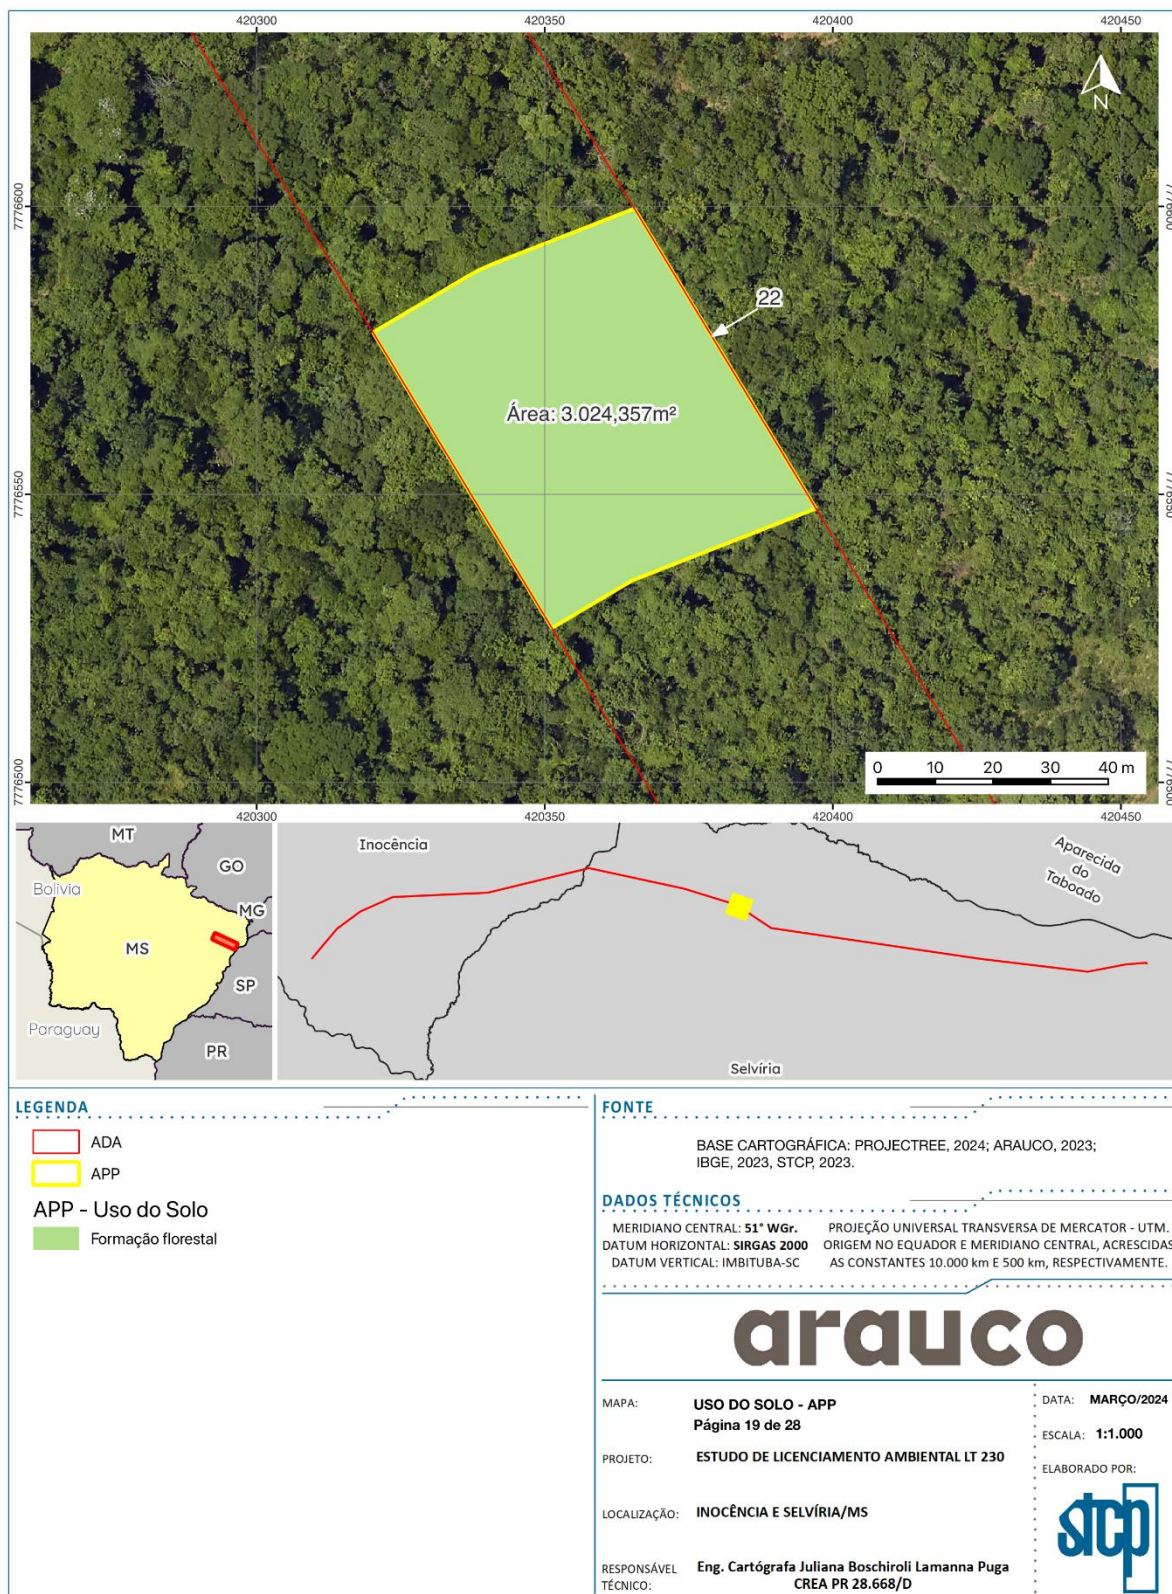 420300 420350 420400 420450
N
7776600
7776600
22
Área: 3.024,357m²
7776550
7776550
0 10 20 30 40 m
7776500
7776500
420300 420350 420400 420450
MT
GO
Bolivia
MG
MS
SP
Paraguay
PR
Inocência
Aparecida
do
Taboado
Selvíria
LEGENDA
ADA
APP
APP - Uso do Solo
Formação florestal
FONTE
BASE CARTOGRÁFICA: PROJECTREE, 2024; ARAUCO, 2023;
IBGE, 2023, STCP, 2023.
DADOS TÉCNICOS
MERIDIANO CENTRAL: 51° WGr.
DATUM HORIZONTAL: SIRGAS 2000
DATUM VERTICAL: IMBITUBA-SC
PROJEÇÃO UNIVERSAL TRANSVERSA DE MERCATOR - UTM.
ORIGEM NO EQUADOR E MERIDIANO CENTRAL, ACRESCIDAS
AS CONSTANTES 10.000 km E 500 km, RESPECTIVAMENTE.
arauco
MAPA: USO DO SOLO - APP
Página 19 de 28
PROJETO: ESTUDO DE LICENCIAMENTO AMBIENTAL LT 230
LOCALIZAÇÃO: INOCÊNCIA E SELVÍRIA/MS
RESPONSÁVEL
TÉCNICO:
Eng. Cartógrafa Juliana Boschiroli Lamanna Puga
CREA PR 28.668/D
DATA: MARÇO/2024
ESCALA: 1:1.000
ELABORADO POR:
stcp